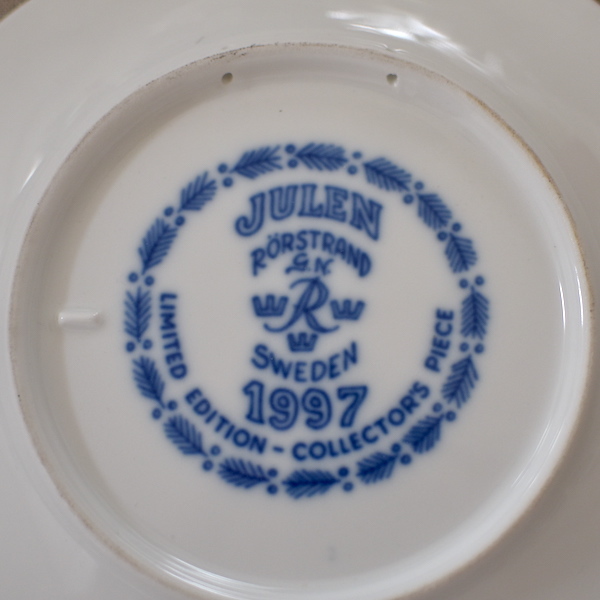 JULEN
RÖRSTRAND
G.N.
R
SWEDEN
1997
LIMITED EDITION - COLLECTOR'S PIECE